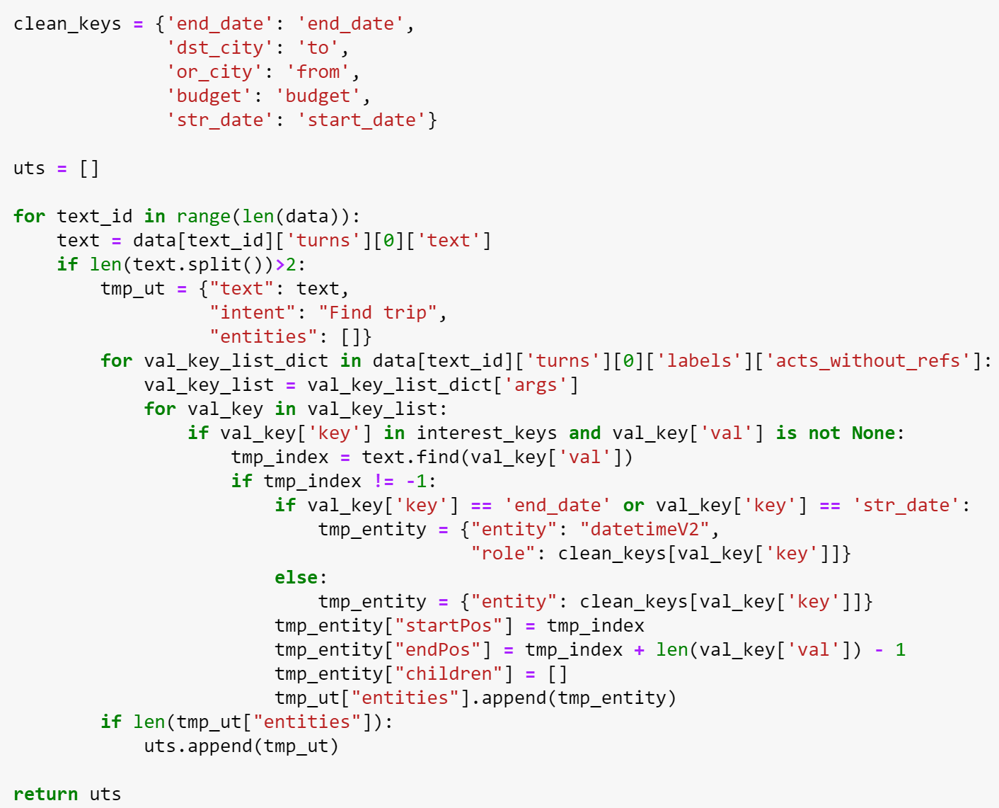 clean_keys = {'end_date': 'end_date',
              'dst_city': 'to',
              'or_city': 'from',
              'budget': 'budget',
              'str_date': 'start_date'}

uts = []

for text_id in range(len(data)):
    text = data[text_id]['turns'][0]['text']
    if len(text.split())>2:
        tmp_ut = {"text": text,
                  "intent": "Find trip",
                  "entities": []}
        for val_key_list_dict in data[text_id]['turns'][0]['labels']['acts_without_refs']:
            val_key_list = val_key_list_dict['args']
            for val_key in val_key_list:
                if val_key['key'] in interest_keys and val_key['val'] is not None:
                    tmp_index = text.find(val_key['val'])
                    if tmp_index != -1:
                        if val_key['key'] == 'end_date' or val_key['key'] == 'str_date':
                            tmp_entity = {"entity": "datetimeV2",
                                          "role": clean_keys[val_key['key']]}
                        else:
                            tmp_entity = {"entity": clean_keys[val_key['key']]}
                        tmp_entity["startPos"] = tmp_index
                        tmp_entity["endPos"] = tmp_index + len(val_key['val']) - 1
                        tmp_entity["children"] = []
                        tmp_ut["entities"].append(tmp_entity)
        if len(tmp_ut["entities"]):
            uts.append(tmp_ut)

return uts